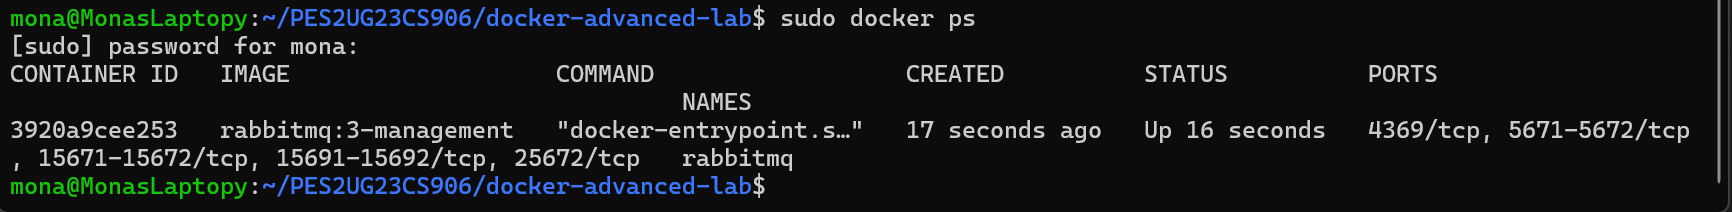 mona@MonasLaptopy:~/PES2UG23CS906/docker-advanced-lab$ sudo docker ps
[sudo] password for mona:
CONTAINER ID   IMAGE                   COMMAND                  CREATED          STATUS          PORTS
                                                NAMES
3920a9cee253   rabbitmq:3-management   "docker-entrypoint.s…"   17 seconds ago   Up 16 seconds   4369/tcp, 5671-5672/tcp
, 15671-15672/tcp, 15691-15692/tcp, 25672/tcp   rabbitmq
mona@MonasLaptopy:~/PES2UG23CS906/docker-advanced-lab$